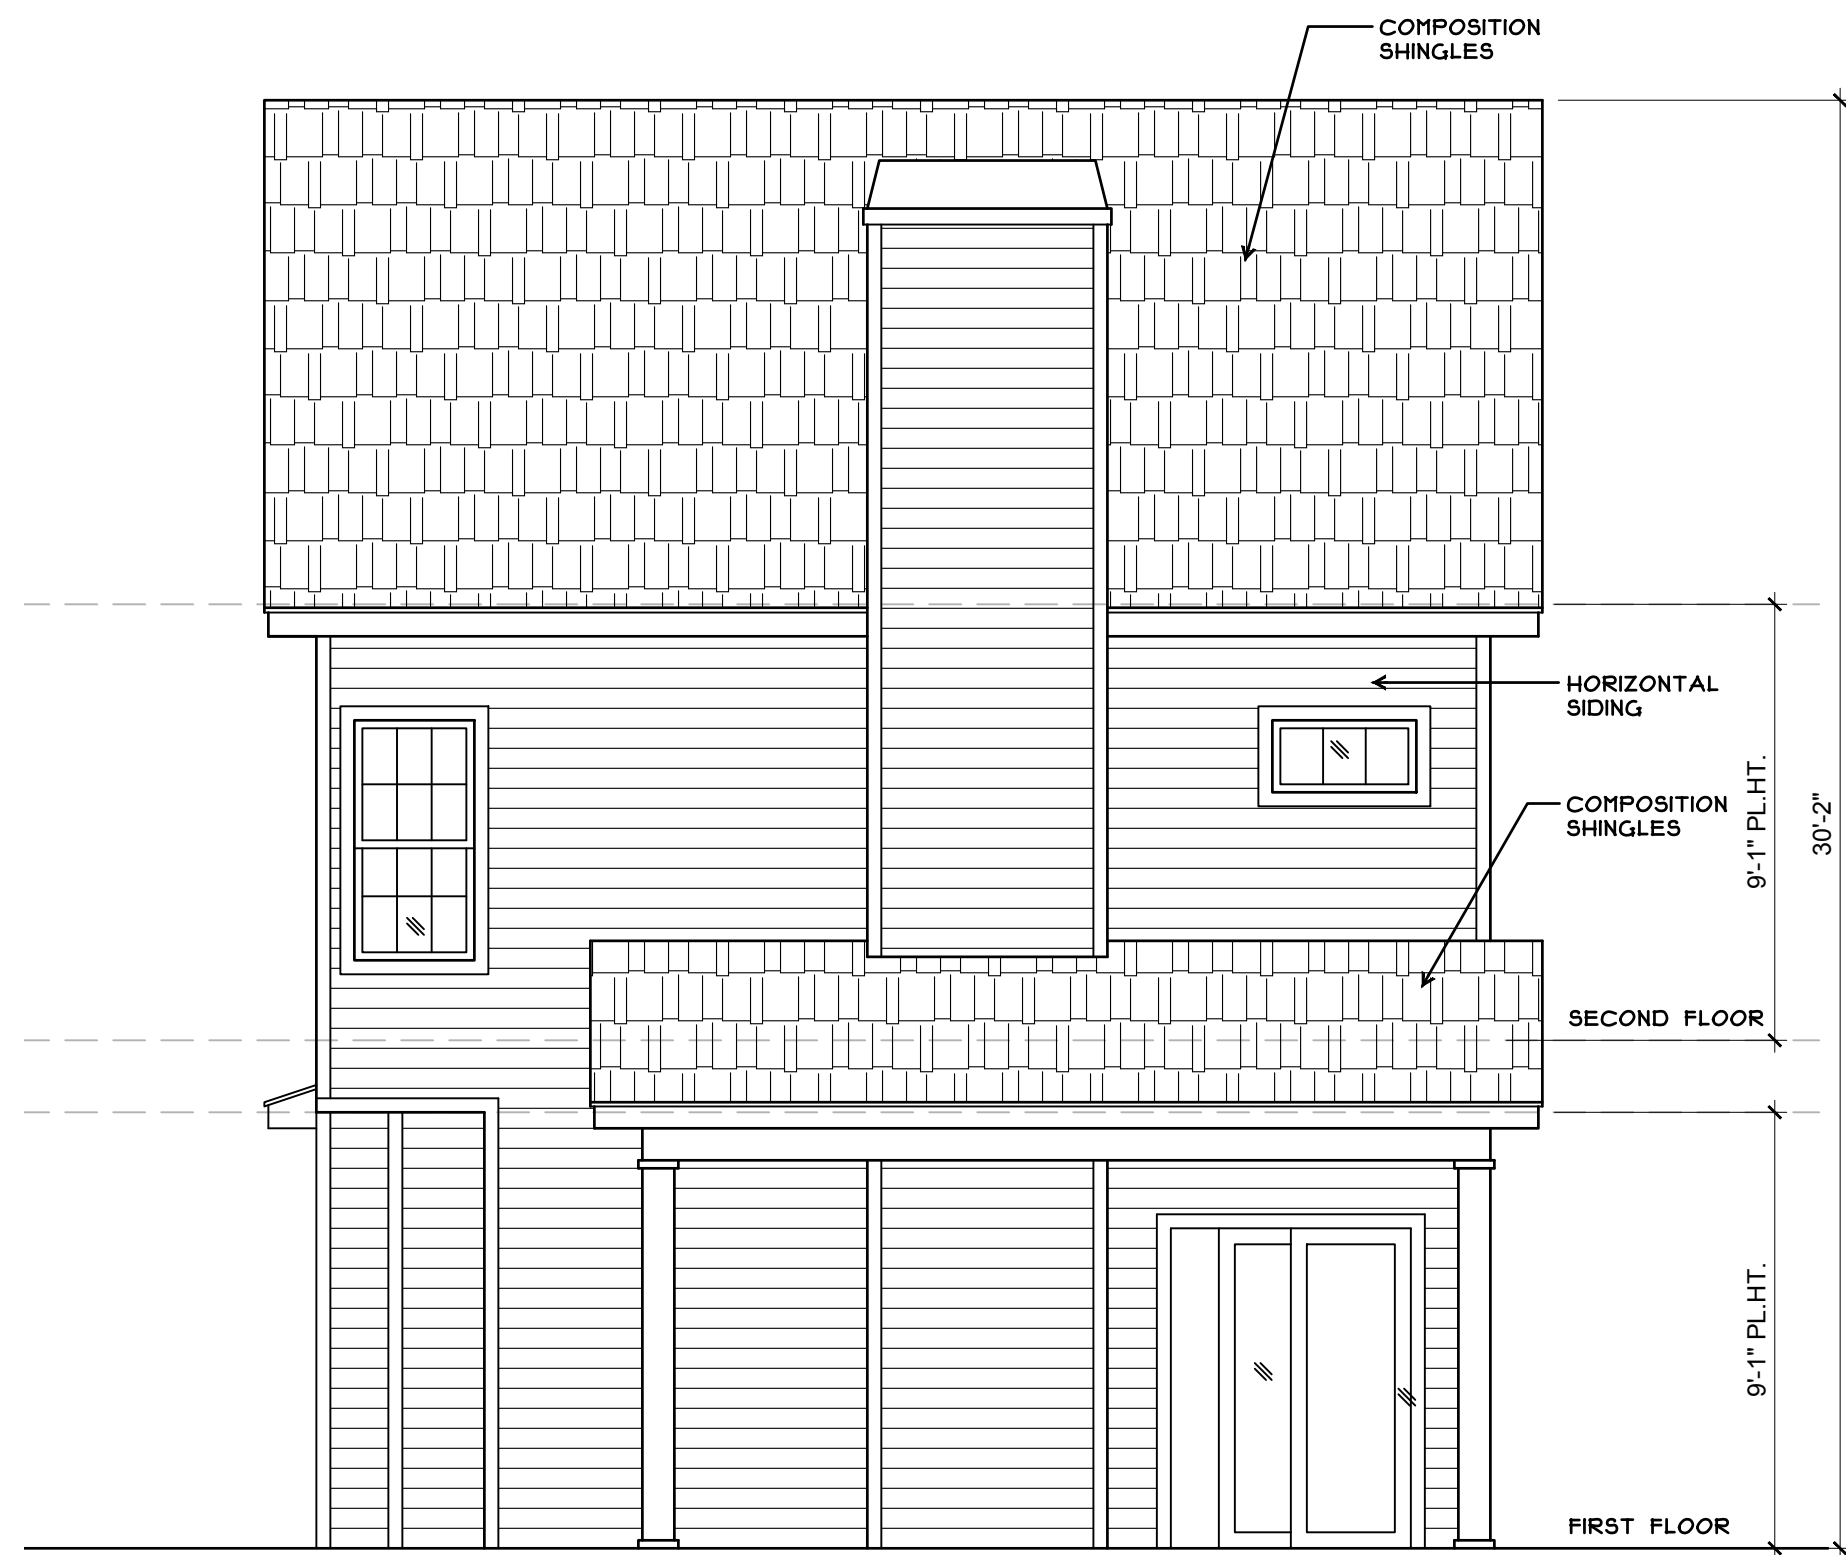 COMPOSITION
SHINGLES
HORIZONTAL
SIDING
9'-1" PL.HT.
30'-2"
COMPOSITION
SHINGLES
SECOND FLOOR
9'-1" PL.HT.
FIRST FLOOR